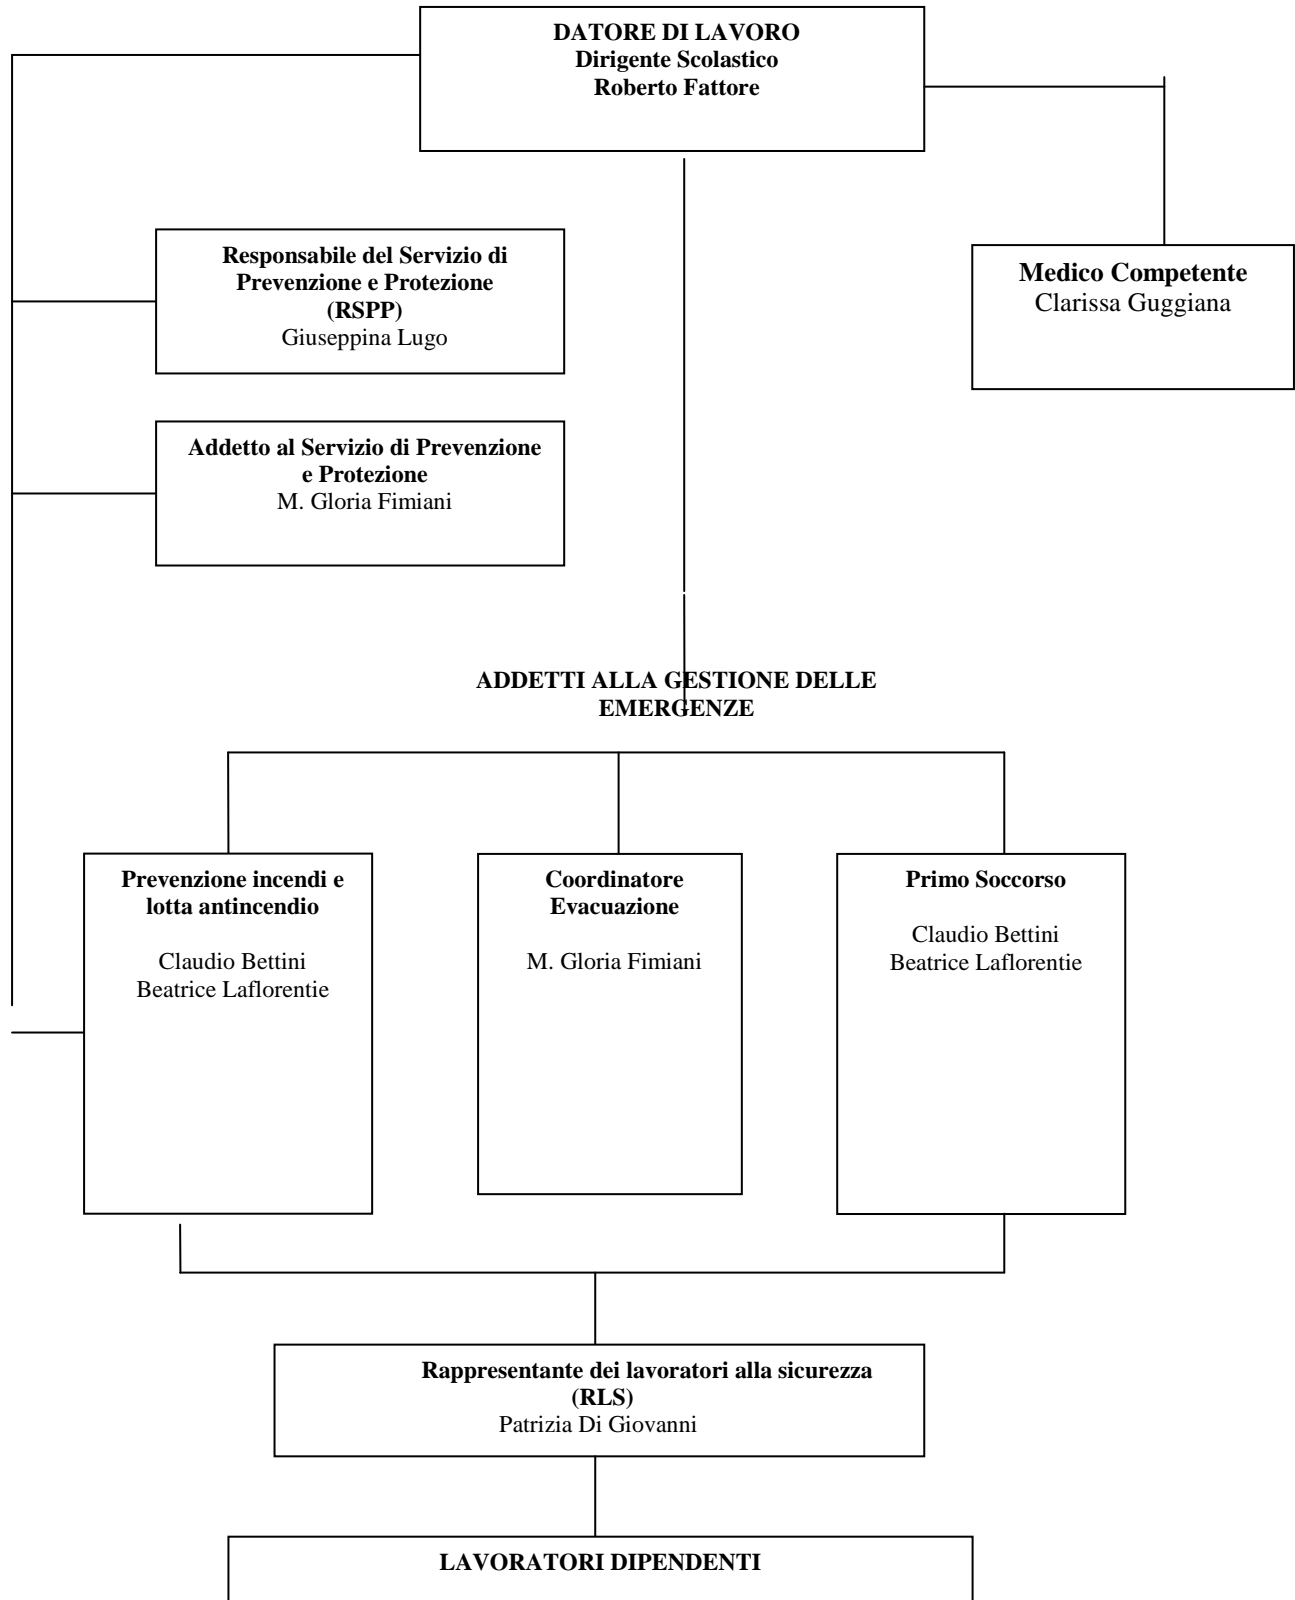 DATORE DI LAVORO
Dirigente Scolastico
Roberto Fattore
Responsabile del Servizio di
Prevenzione e Protezione
(RSPP)
Giuseppina Lugo
Medico Competente
Clarissa Guggiana
Addetto al Servizio di Prevenzione
e Protezione
M. Gloria Fimiani
ADDETTI ALLA GESTIONE DELLE
EMERGENZE
Prevenzione incendi e
lotta antincendio
Claudio Bettini
Beatrice Laflorentie
Coordinatore
Evacuazione
M. Gloria Fimiani
Primo Soccorso
Claudio Bettini
Beatrice Laflorentie
Rappresentante dei lavoratori alla sicurezza
(RLS)
Patrizia Di Giovanni
LAVORATORI DIPENDENTI